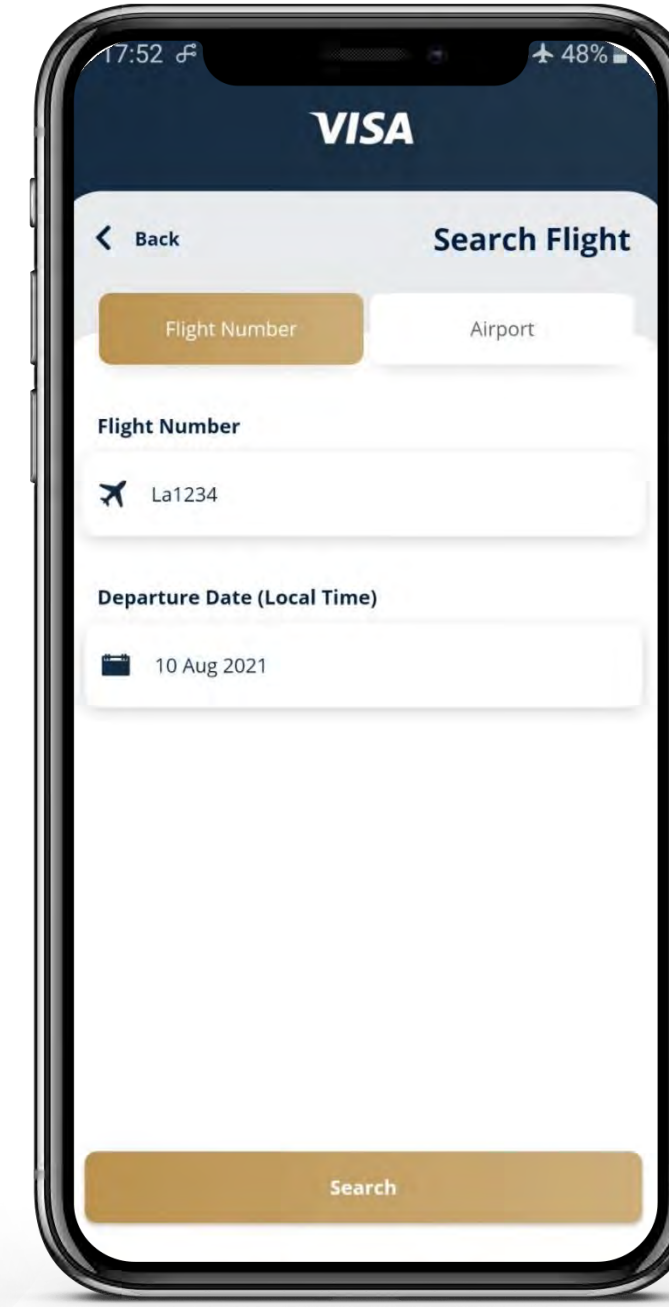 17:52 48%
VISA
Back Search Flight
Flight Number Airport
Flight Number
La1234
Departure Date (Local Time)
10 Aug 2021
Search